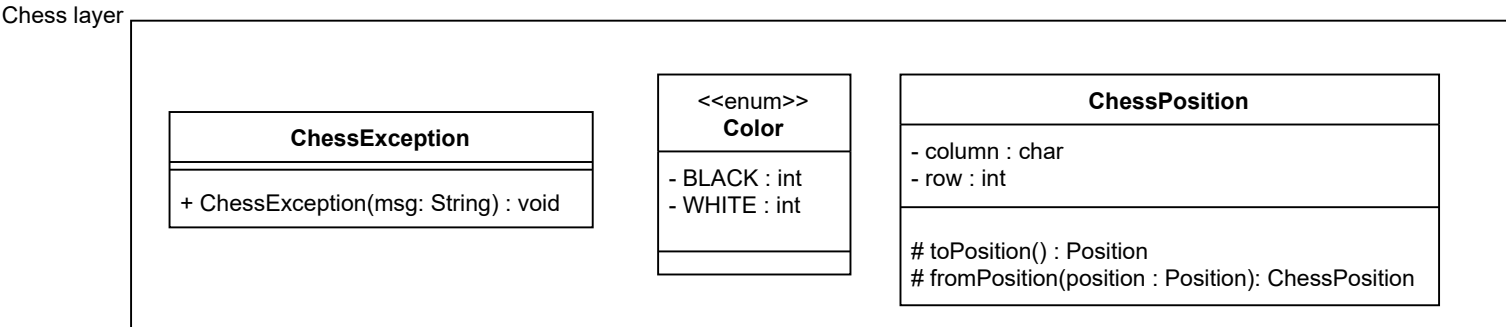 Chess layer
ChessException
+ ChessException(msg: String) : void
<<enum>>
Color
- BLACK : int
- WHITE : int
ChessPosition
- column : char
- row : int
# toPosition() : Position
# fromPosition(position : Position): ChessPosition